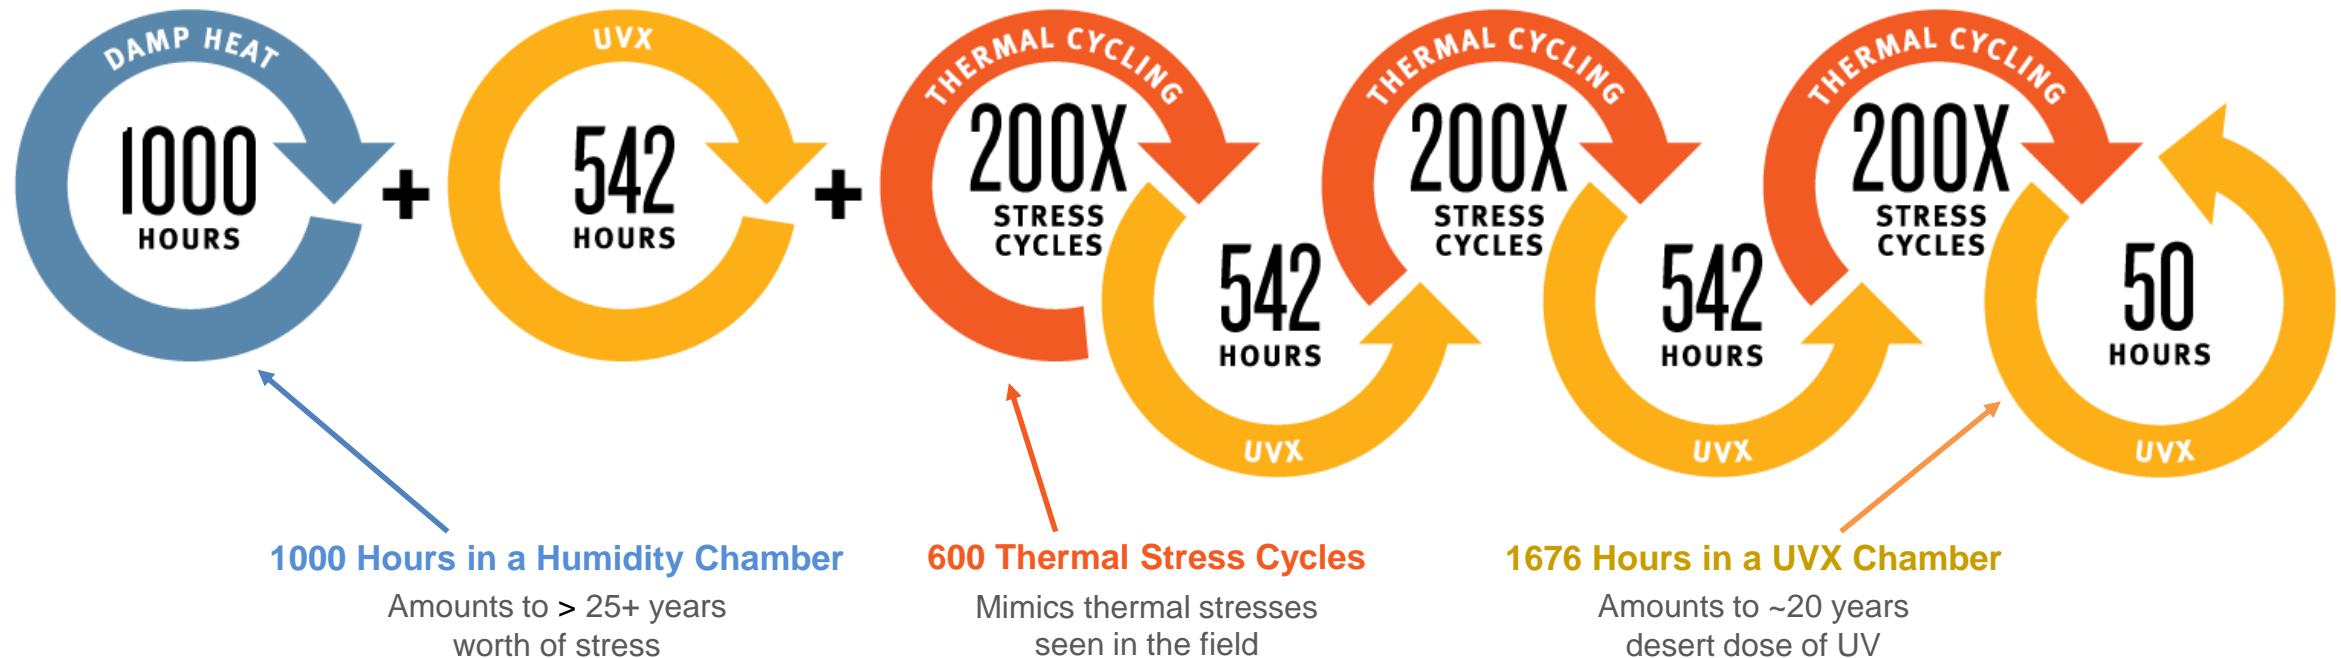 DAMP HEAT
1000
HOURS
+
UVX
542
HOURS
+
THERMAL CYCLING
200X
STRESS
CYCLES
542
HOURS
UVX
THERMAL CYCLING
200X
STRESS
CYCLES
542
HOURS
UVX
THERMAL CYCLING
200X
STRESS
CYCLES
50
HOURS
UVX
1000 Hours in a Humidity Chamber
Amounts to > 25+ years
worth of stress
600 Thermal Stress Cycles
Mimics thermal stresses
seen in the field
1676 Hours in a UVX Chamber
Amounts to ~20 years
desert dose of UV